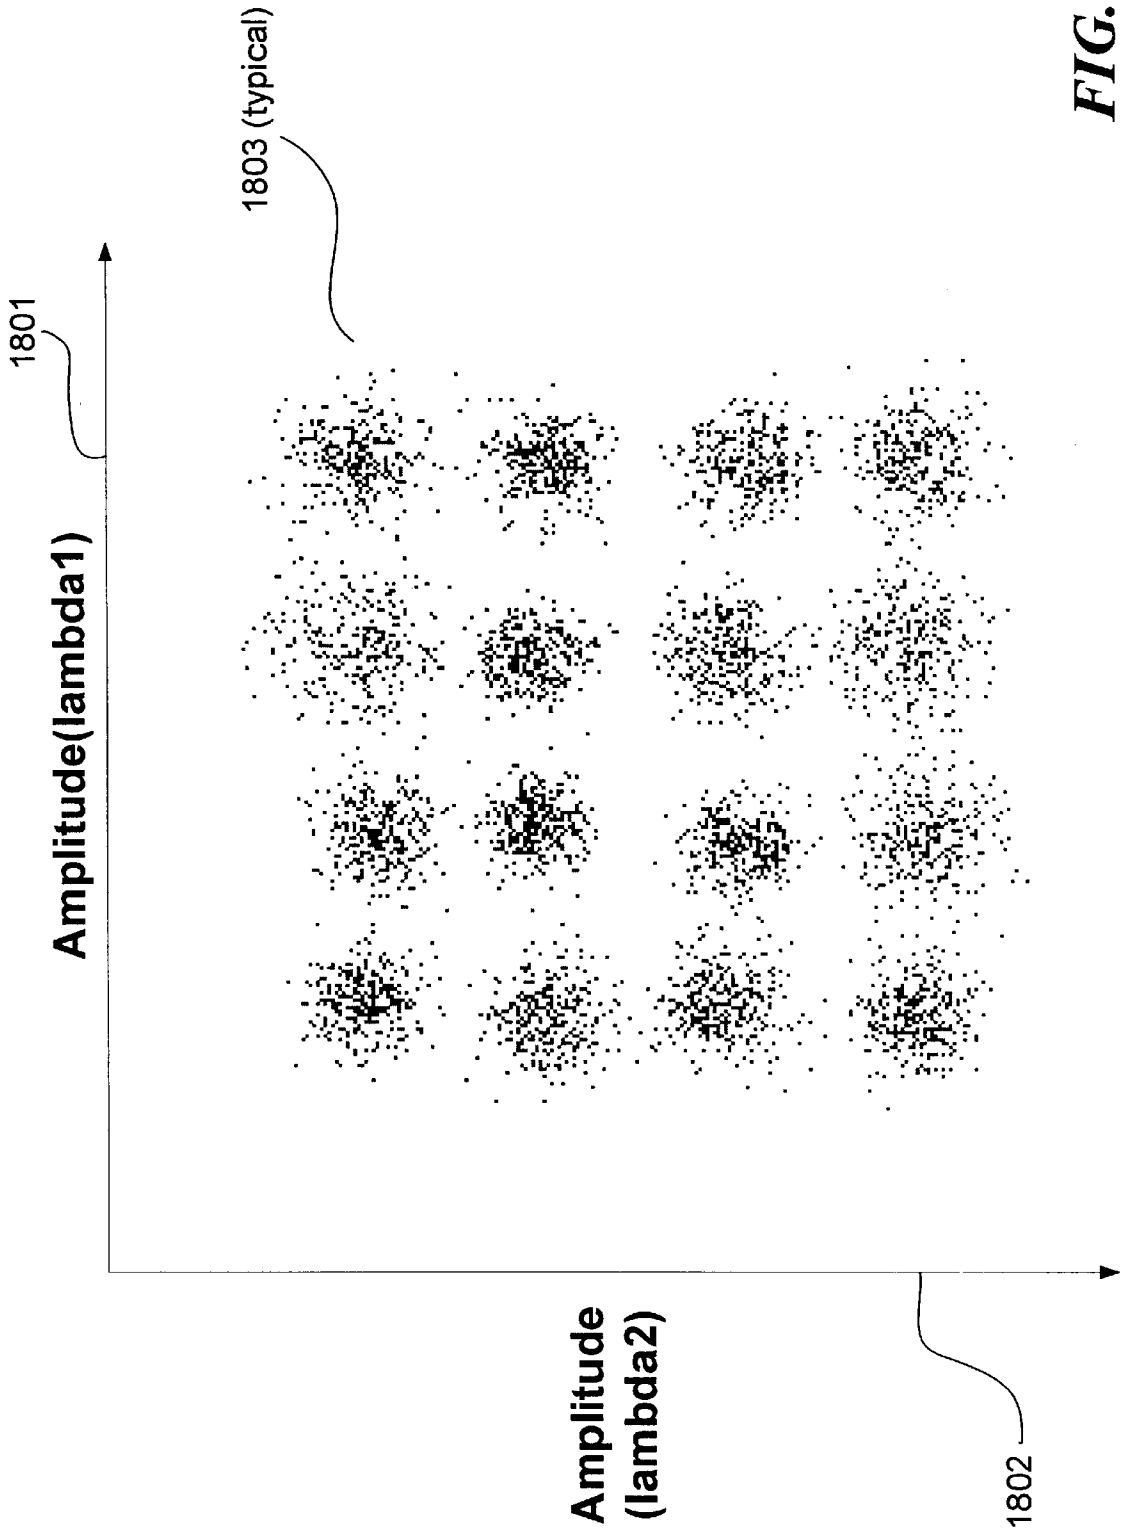 1801
Amplitude(lambda1)
1803 (typical)
Amplitude
(lambda2)
1802
FIG.